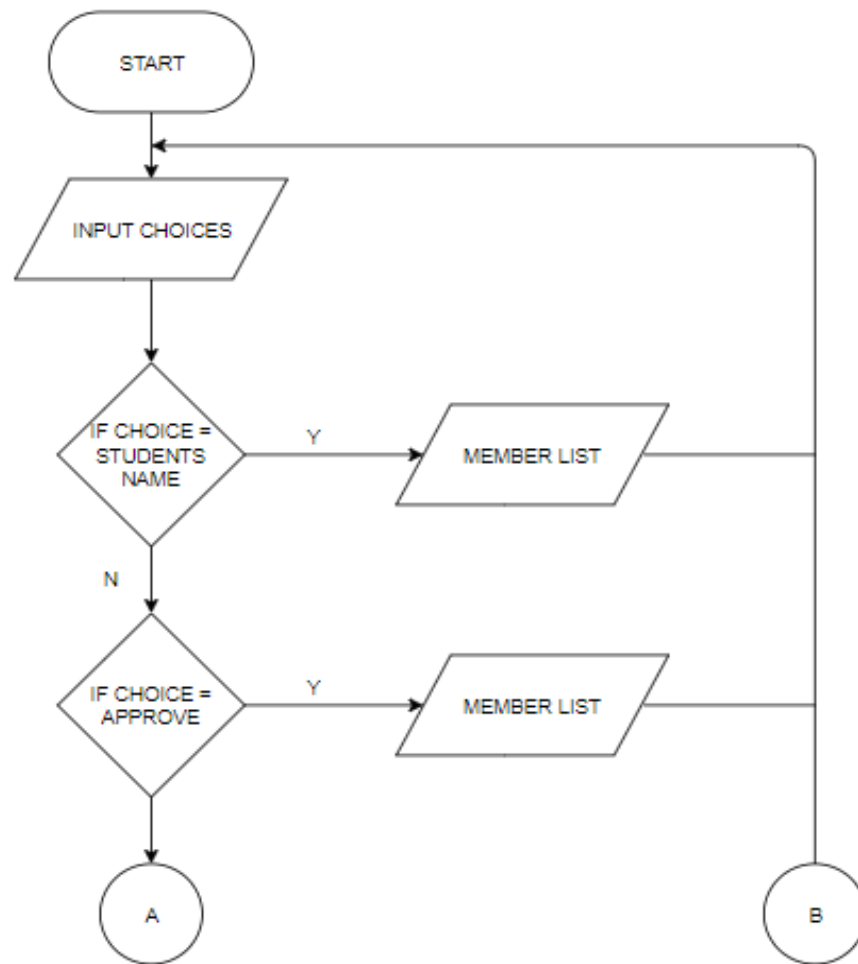 START
INPUT CHOICES
IF CHOICE =
STUDENTS
NAME
Y
MEMBER LIST
N
IF CHOICE =
APPROVE
Y
MEMBER LIST
A
B